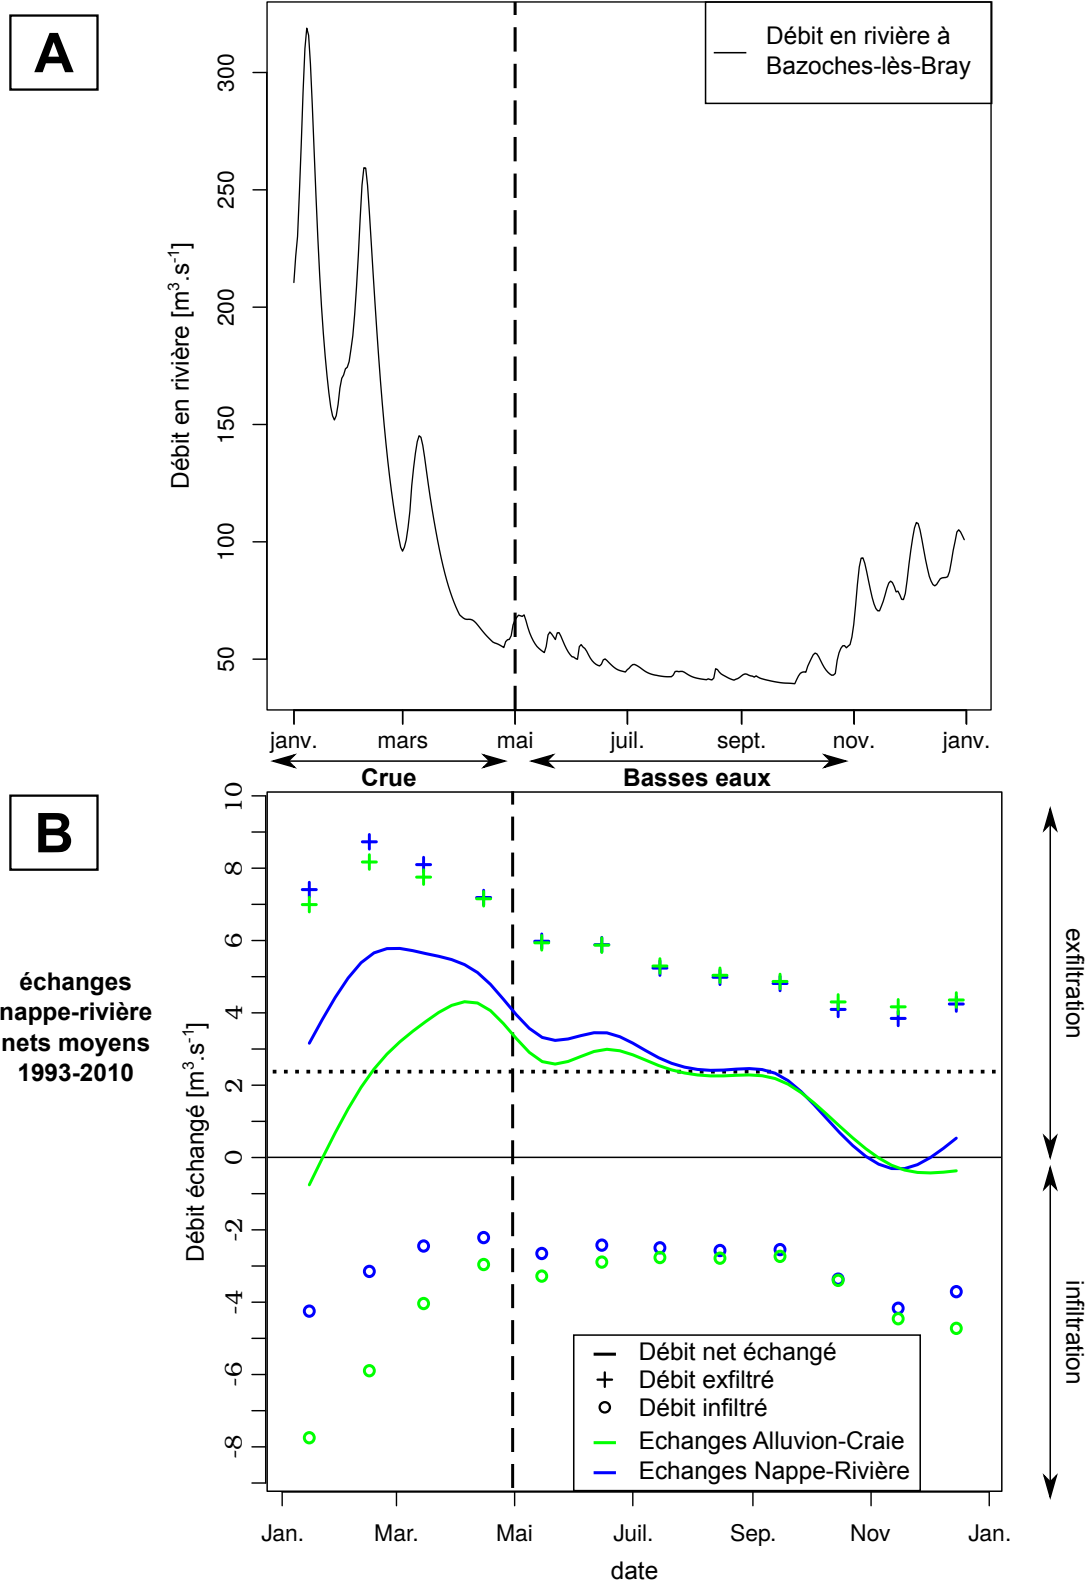 A
Débit en rivière à
Bazoches-lès-Bray
Débit en rivière [m³.s⁻¹]
300
250
200
150
100
50
janv.
mars
mai
juil.
sept.
nov.
janv.
Crue
Basses eaux
B
échanges
nappe-rivière
nets moyens
1993-2010
Débit échangé [m³.s⁻¹]
10
8
6
4
2
0
-2
-4
-6
-8
exfiltration
infiltration
Débit net échangé
Débit exfiltré
Débit infiltré
Echanges Alluvion-Craie
Echanges Nappe-Rivière
Jan.
Mar.
Mai
Juil.
Sep.
Nov
Jan.
date